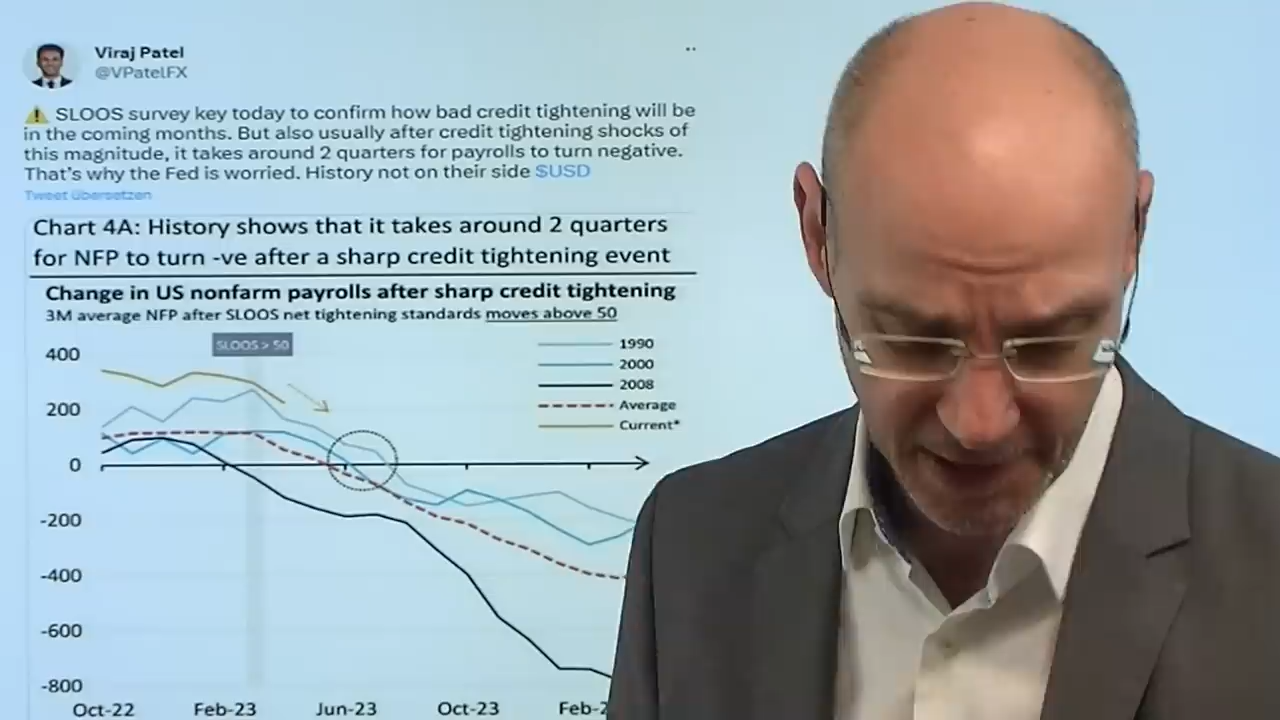 Viraj Patel
@VPatelFX
⚠️ SLOOS survey key today to confirm how bad credit tightening will be
in the coming months. But also usually after credit tightening shocks of
this magnitude, it takes around 2 quarters for payrolls to turn negative.
That's why the Fed is worried. History not on their side $USD
Tweet übersetzen
Chart 4A: History shows that it takes around 2 quarters
for NFP to turn -ve after a sharp credit tightening event
Change in US nonfarm payrolls after sharp credit tightening
3M average NFP after SLOOS net tightening standards moves above 50
SLOOS > 50
1990
2000
2008
Average
Current*
400
200
0
-200
-400
-600
-800
Oct-22 Feb-23 Jun-23 Oct-23